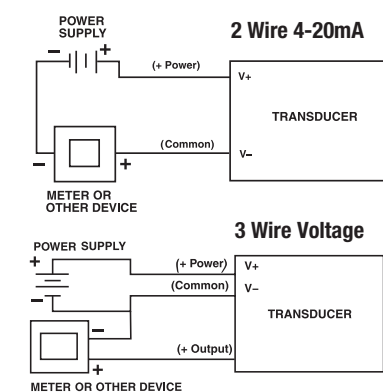 POWER
SUPPLY
2 Wire 4-20mA
– +
(+ Power)
V+
TRANSDUCER
(Common)
V–
– +
METER OR
OTHER DEVICE
3 Wire Voltage
POWER SUPPLY
+
(+ Power)
V+
(Common)
V–
–
TRANSDUCER
–
(+ Output)
+
METER OR OTHER DEVICE